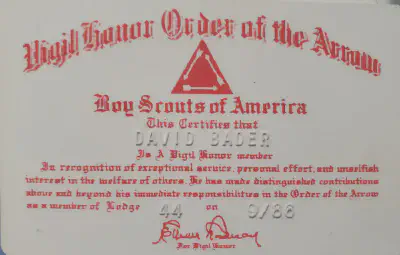 Vigil Honor Order of the Arrow
Boy Scouts of America
This Certifies that
DAVID BADER
Is A Vigil Honor member
In recognition of exceptional service, personal effort, and unselfish
interest in the welfare of others. He has made distinguished contributions
above and beyond his immediate responsibilities in the Order of the Arrow
as a member of Lodge 44 on 9/86
For Vigil Honor